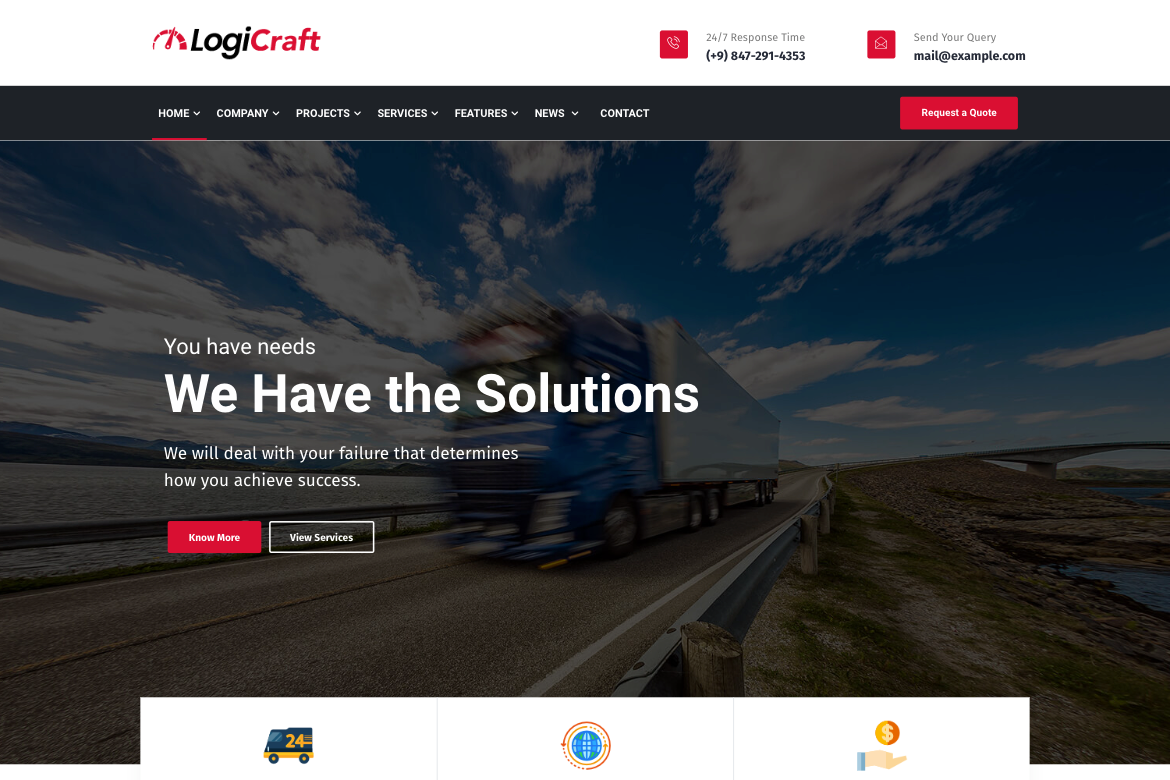 LogiCraft
24/7 Response Time
(+9) 847-291-4353
Send Your Query
mail@example.com
HOME COMPANY PROJECTS SERVICES FEATURES NEWS CONTACT
Request a Quote
You have needs
We Have the Solutions
We will deal with your failure that determines
how you achieve success.
Know More View Services
24
$